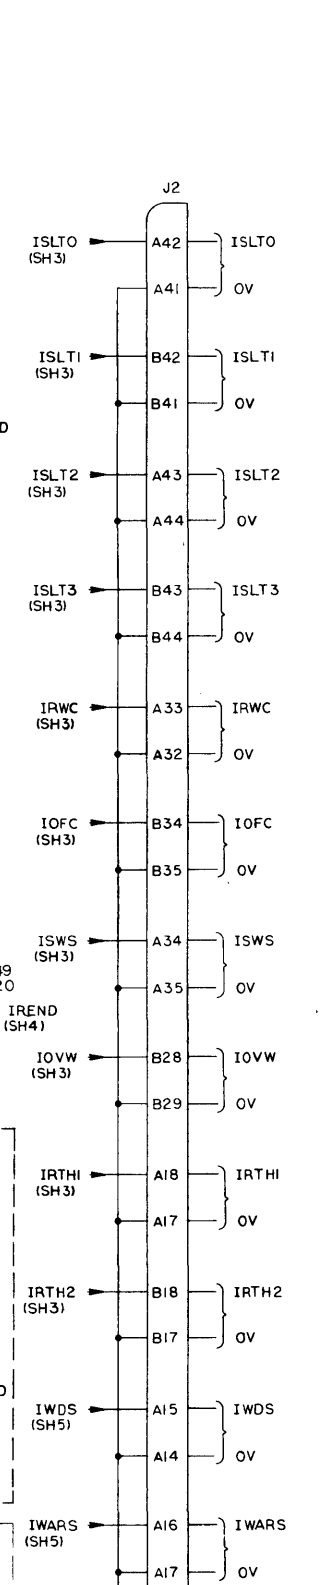 J2
ISLTO A42 ISLTO
(SH3)
A41 OV
ISLT1 B42 ISLT1
(SH3)
B41 OV
D
ISLT2 A43 ISLT2
(SH3)
A44 OV
ISLT3 B43 ISLT3
(SH3)
B44 OV
IRWC A33 IRWC
(SH3)
A32 OV
IOFC B34 IOFC
(SH3)
B35 OV
ISWS A34 ISWS
(SH3)
49
20
A35 OV
IREND
(SH4)
IOVW B28 IOVW
(SH3)
B29 OV
IRTH1 A18 IRTH1
(SH3)
A17 OV
IRTH2 B18 IRTH2
(SH3)
B17 OV
D
IWDS A15 IWDS
(SH5)
A14 OV
IWARS A16 IWARS
(SH5)
A17 OV